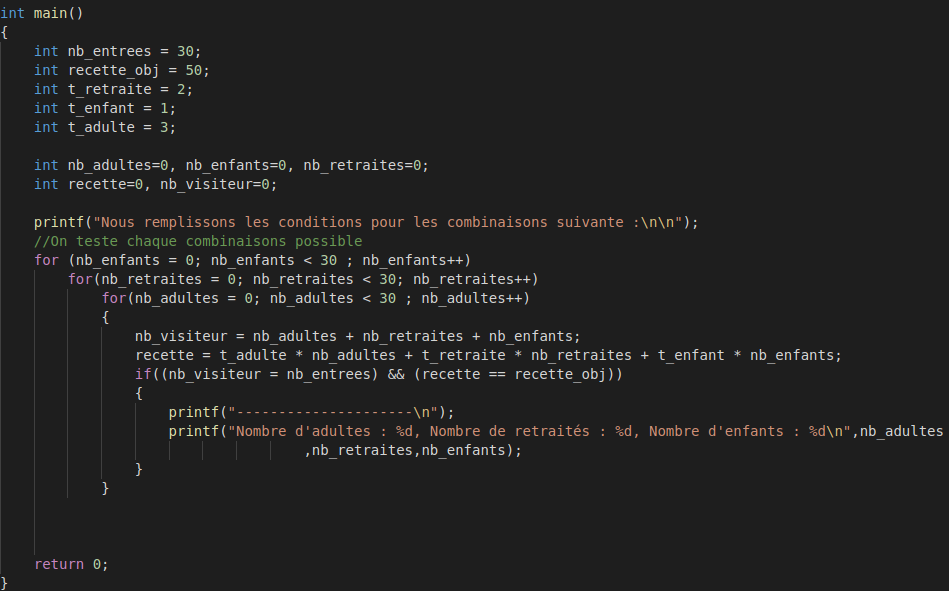 int main()
{
    int nb_entrees = 30;
    int recette_obj = 50;
    int t_retraite = 2;
    int t_enfant = 1;
    int t_adulte = 3;

    int nb_adultes=0, nb_enfants=0, nb_retraites=0;
    int recette=0, nb_visiteur=0;

    printf("Nous remplissons les conditions pour les combinaisons suivante :\n\n");
    //On teste chaque combinaisons possible
    for (nb_enfants = 0; nb_enfants < 30 ; nb_enfants++)
        for(nb_retraites = 0; nb_retraites < 30; nb_retraites++)
            for(nb_adultes = 0; nb_adultes < 30 ; nb_adultes++)
            {
                nb_visiteur = nb_adultes + nb_retraites + nb_enfants;
                recette = t_adulte * nb_adultes + t_retraite * nb_retraites + t_enfant * nb_enfants;
                if((nb_visiteur = nb_entrees) && (recette == recette_obj))
                {
                    printf("---------------------\n");
                    printf("Nombre d'adultes : %d, Nombre de retraités : %d, Nombre d'enfants : %d\n",nb_adultes
                                    ,nb_retraites,nb_enfants);
                }
            }

    return 0;
}